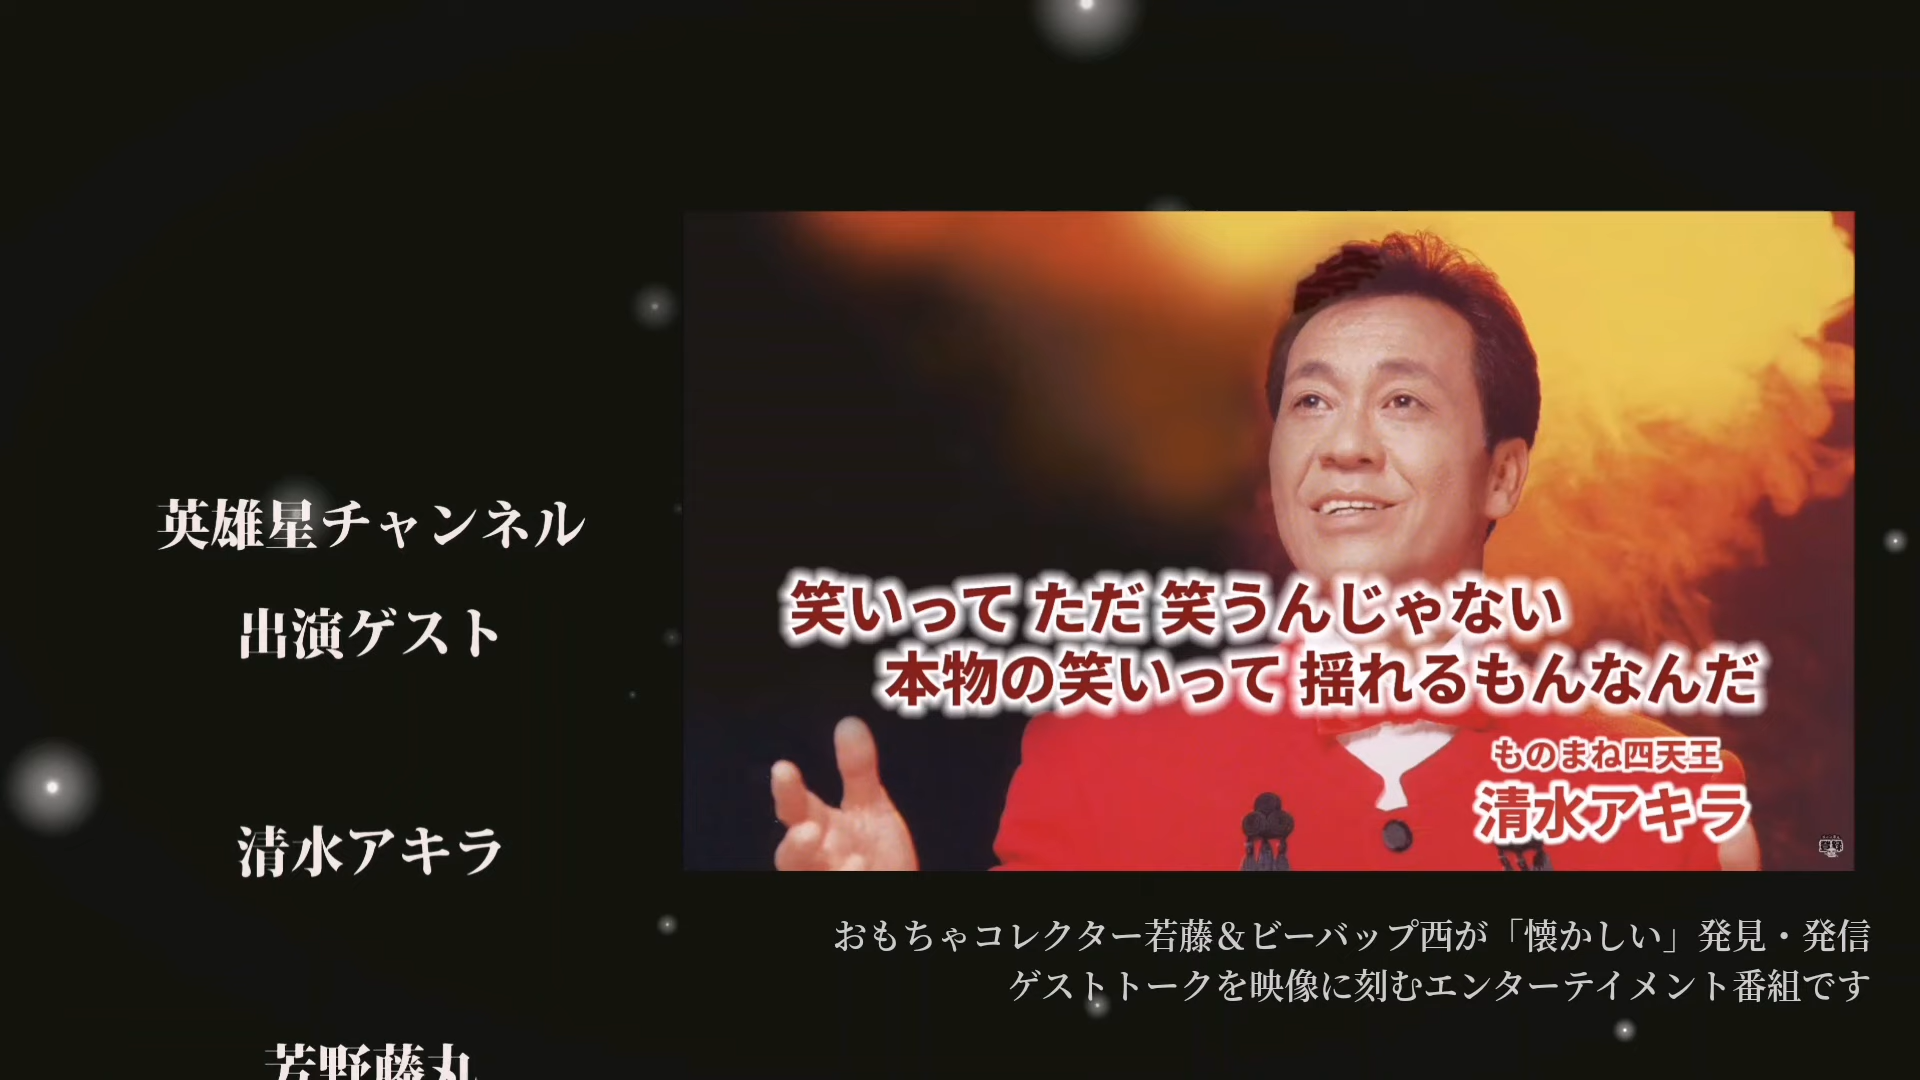 英雄星チャンネル
出演ゲスト
清水アキラ
芳野藤丸
笑いって ただ 笑うんじゃない
本物の笑いって 揺れるもんなんだ
ものまね四天王
清水アキラ
おもちゃコレクター若藤＆ビーバップ西が「懐かしい」発見・発信
ゲストトークを映像に刻むエンターテイメント番組です